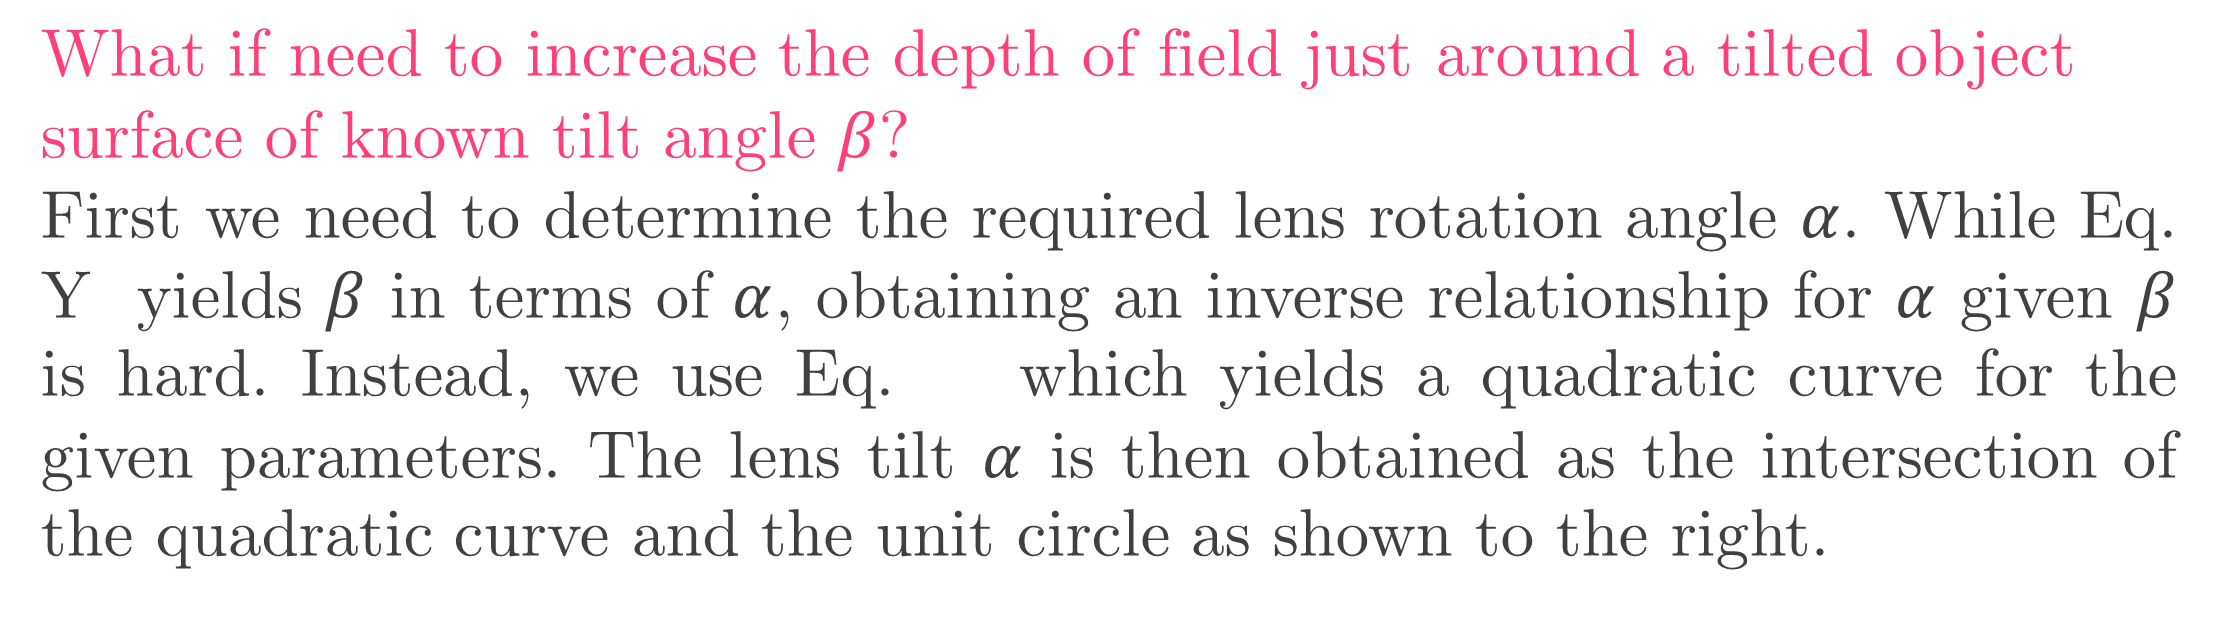 What if need to increase the depth of field just around a tilted object
surface of known tilt angle β?
First we need to determine the required lens rotation angle α. While Eq.
Y yields β in terms of α, obtaining an inverse relationship for α given β
is hard. Instead, we use Eq. which yields a quadratic curve for the
given parameters. The lens tilt α is then obtained as the intersection of
the quadratic curve and the unit circle as shown to the right.